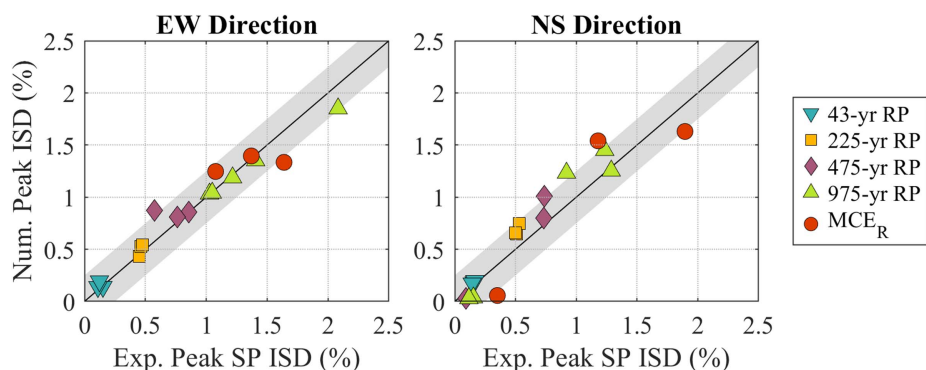 EW Direction
NS Direction
Num. Peak ISD (%)
2.5
2
1.5
1
0.5
0
0 0.5 1 1.5 2 2.5
Exp. Peak SP ISD (%)
2.5
2
1.5
1
0.5
0
0 0.5 1 1.5 2 2.5
Exp. Peak SP ISD (%)
43-yr RP
225-yr RP
475-yr RP
975-yr RP
MCE_R